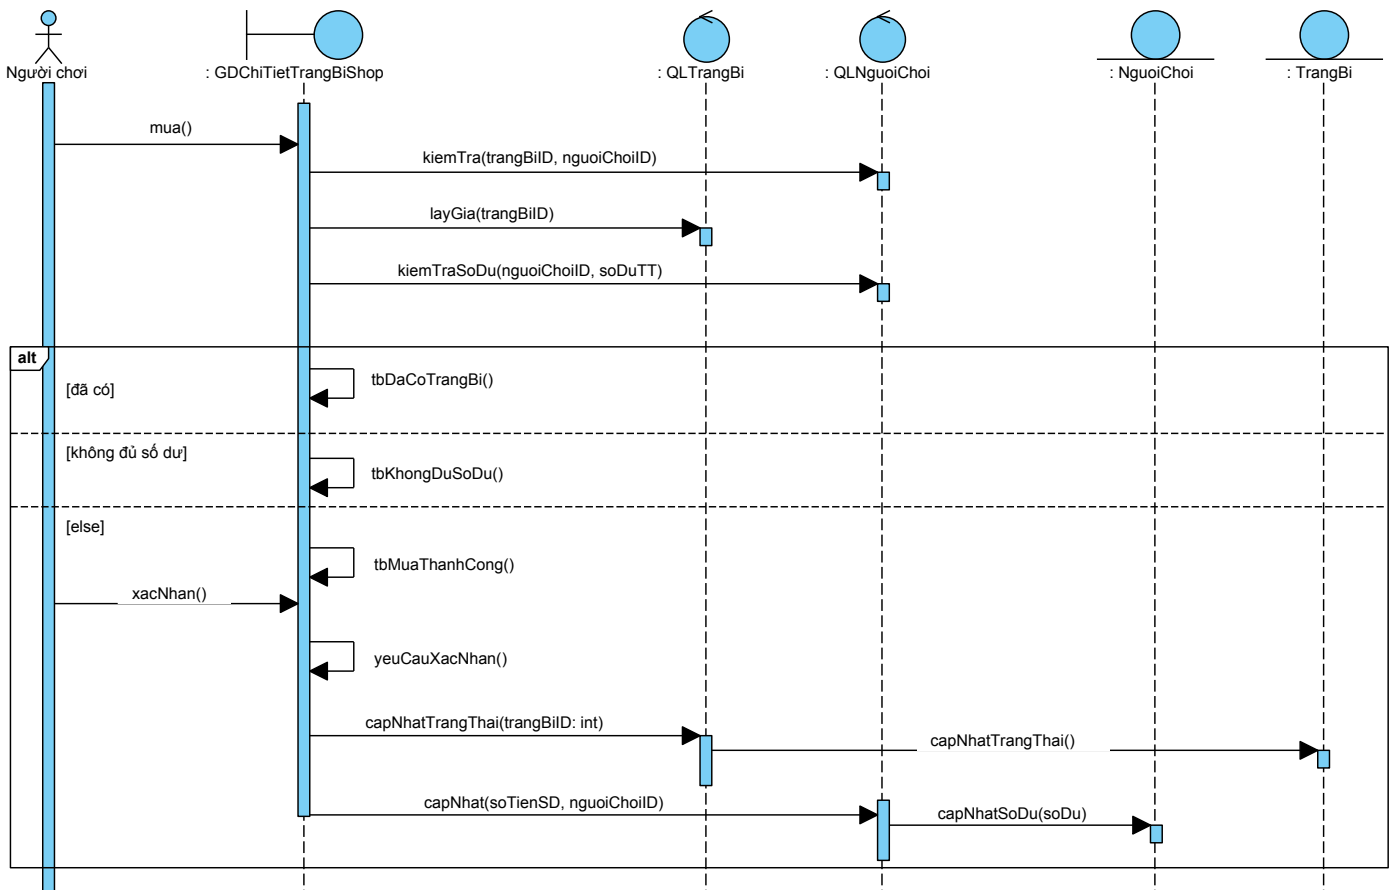 Người chơi
: GDChiTietTrangBiShop
: QLTrangBi
: QLNguoiChoi
: NguoiChoi
: TrangBi
mua()
kiemTra(trangBiID, nguoiChoiID)
layGia(trangBiID)
kiemTraSoDu(nguoiChoiID, soDuTT)
alt
[đã có]
tbDaCoTrangBi()
[không đủ số dư]
tbKhongDuSoDu()
[else]
tbMuaThanhCong()
xacNhan()
yeuCauXacNhan()
capNhatTrangThai(trangBiID: int)
capNhatTrangThai()
capNhat(soTienSD, nguoiChoiID)
capNhatSoDu(soDu)